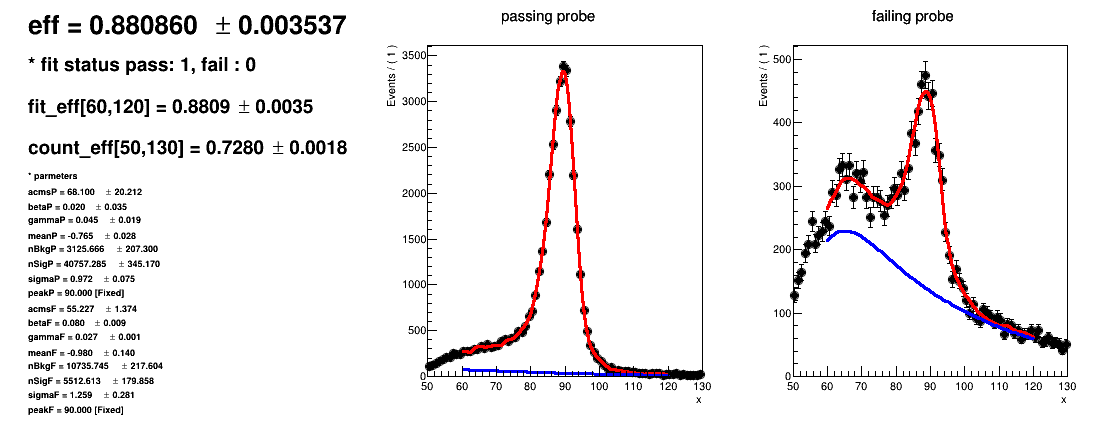 eff = 0.880860 ± 0.003537
* fit status pass: 1, fail : 0
fit_eff[60,120] = 0.8809 ± 0.0035
count_eff[50,130] = 0.7280 ± 0.0018
* parmeters
acmsP = 68.100 ± 20.212
betaP = 0.020 ± 0.035
gammaP = 0.045 ± 0.019
meanP = -0.765 ± 0.028
nBkgP = 3125.666 ± 207.300
nSigP = 40757.285 ± 345.170
sigmaP = 0.972 ± 0.075
peakP = 90.000 [Fixed]
acmsF = 55.227 ± 1.374
betaF = 0.080 ± 0.009
gammaF = 0.027 ± 0.001
meanF = -0.980 ± 0.140
nBkgF = 10735.745 ± 217.604
nSigF = 5512.613 ± 179.858
sigmaF = 1.259 ± 0.281
peakF = 90.000 [Fixed]
passing probe
Events / ( 1 )
3500
3000
2500
2000
1500
1000
500
0
50 60 70 80 90 100 110 120 130
x
failing probe
Events / ( 1 )
500
400
300
200
100
0
50 60 70 80 90 100 110 120 130
x